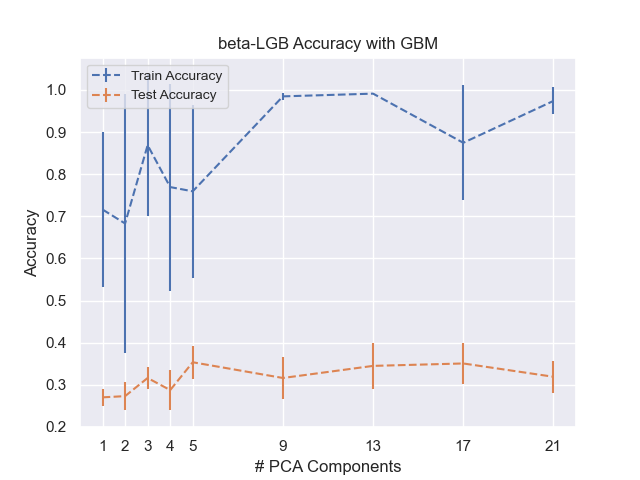 beta-LGB Accuracy with GBM
Train Accuracy
Test Accuracy
Accuracy
1.0
0.9
0.8
0.7
0.6
0.5
0.4
0.3
0.2
1 2 3 4 5 9 13 17 21
# PCA Components